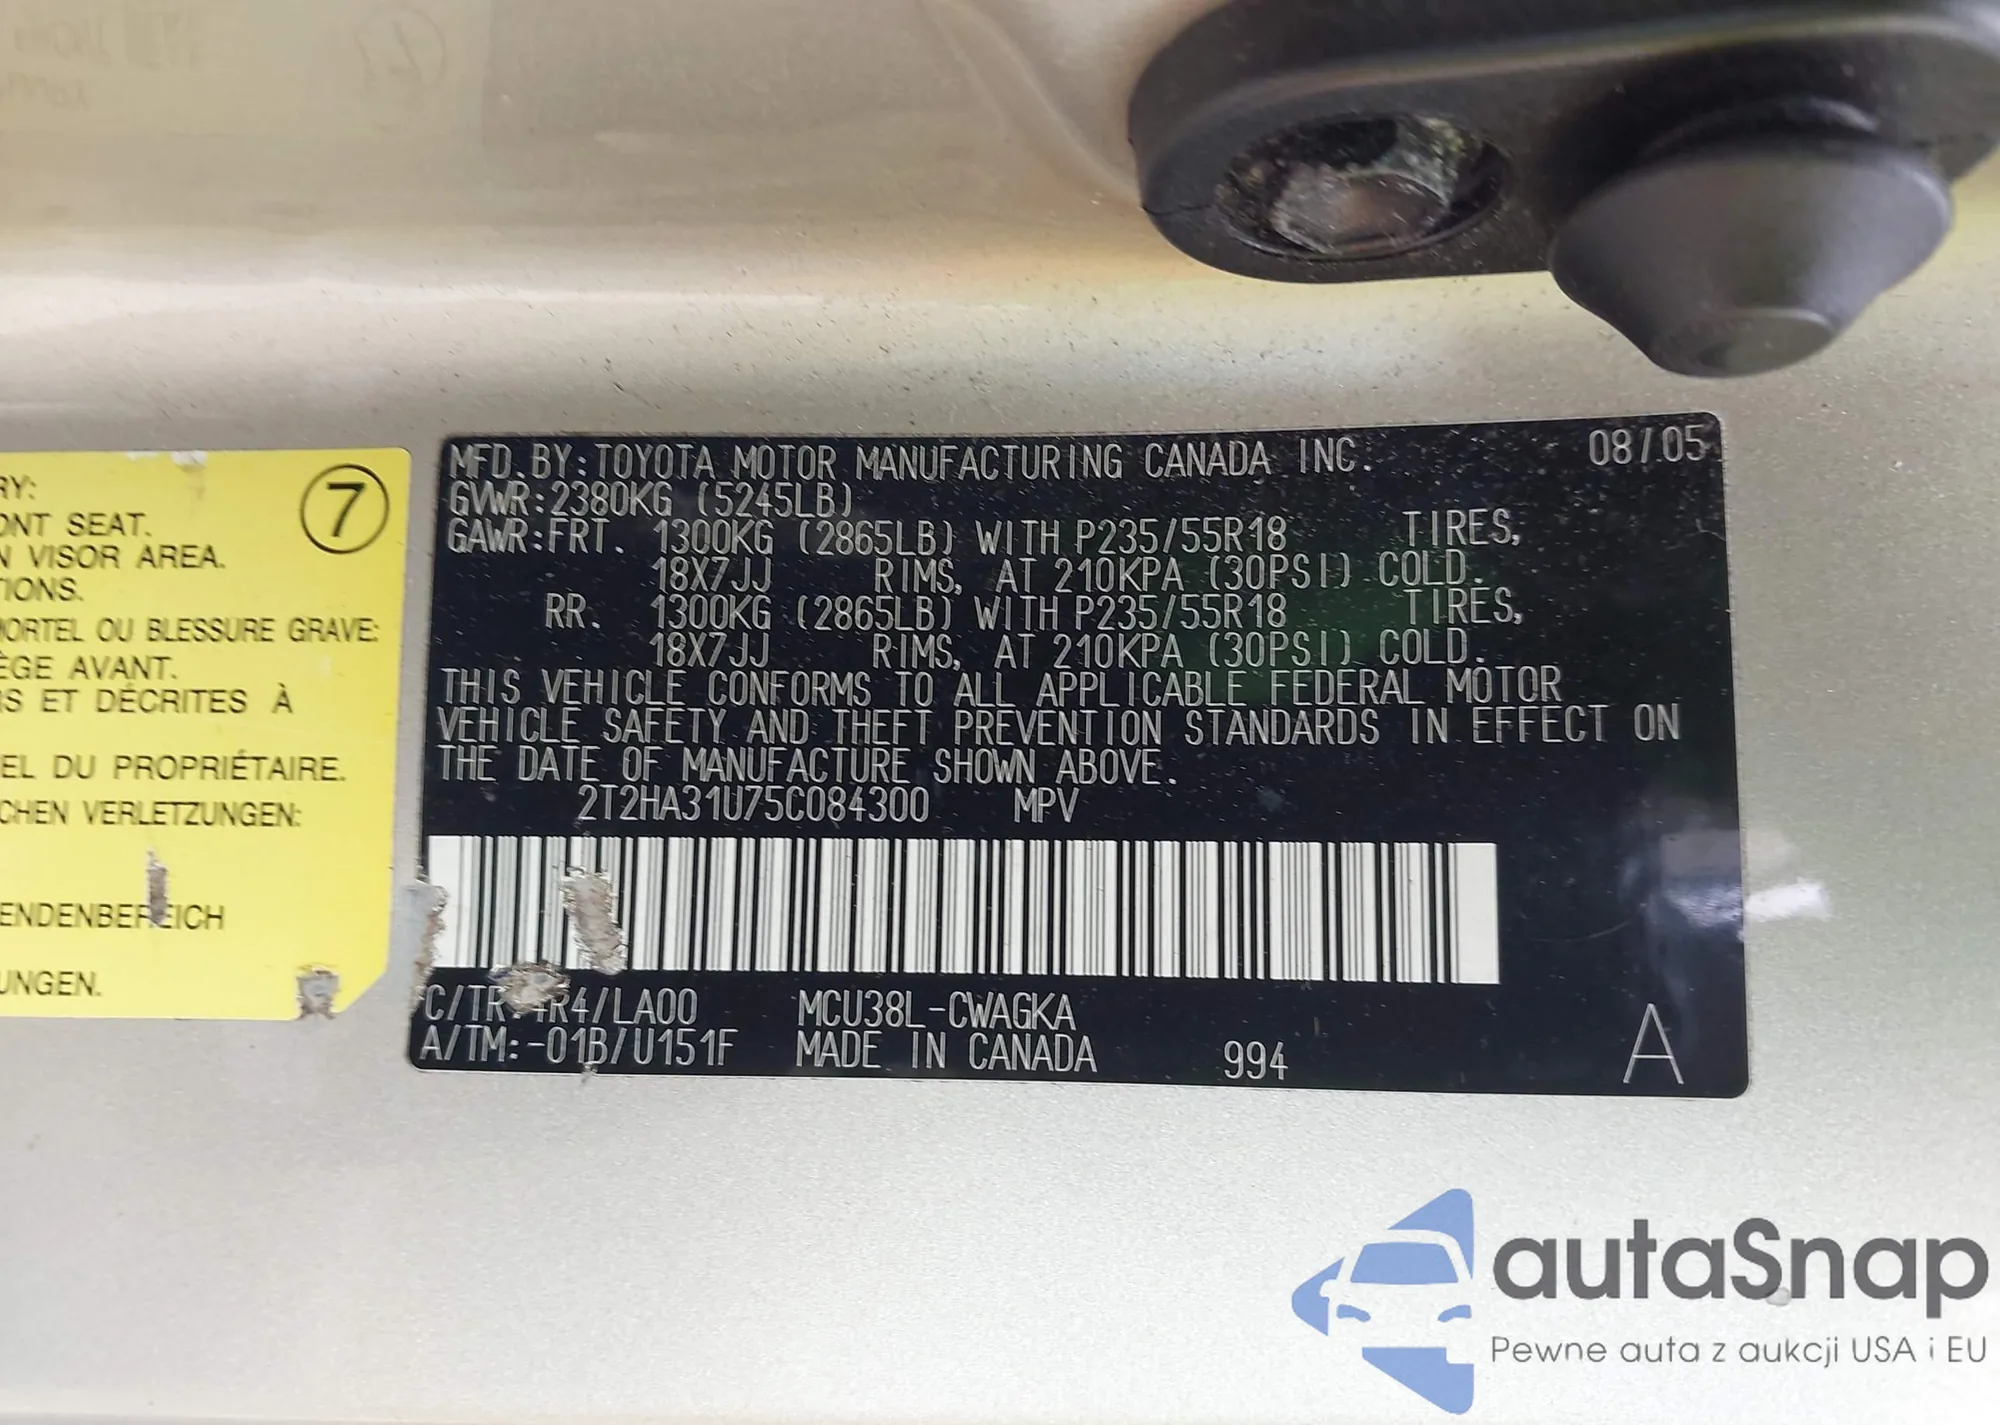 RY:
ONT SEAT.
N VISOR AREA.
TIONS.
MORTEL OU BLESSURE GRAVE:
ÈGE AVANT.
RS ET DÉCRITES À
EL DU PROPRIÉTAIRE.
CHEN VERLETZUNGEN:
ENDENBEREICH
UNGEN.
7
MFD.BY:TOYOTA MOTOR MANUFACTURING CANADA INC. 08/05
GVWR:2380KG (5245LB)
GAWR:FRT. 1300KG (2865LB) WITH P235/55R18 TIRES,
18X7JJ RIMS, AT 210KPA (30PSI) COLD.
RR. 1300KG (2865LB) WITH P235/55R18 TIRES,
18X7JJ RIMS, AT 210KPA (30PSI) COLD.
THIS VEHICLE CONFORMS TO ALL APPLICABLE FEDERAL MOTOR
VEHICLE SAFETY AND THEFT PREVENTION STANDARDS IN EFFECT ON
THE DATE OF MANUFACTURE SHOWN ABOVE.
2T2HA31U75C084300 MPV
C/TR:4R4/LA00 MCU38L-CWAGKA
A/TM:-01B/U151F MADE IN CANADA 994 A
autaSnap
Pewne auta z aukcji USA i EU